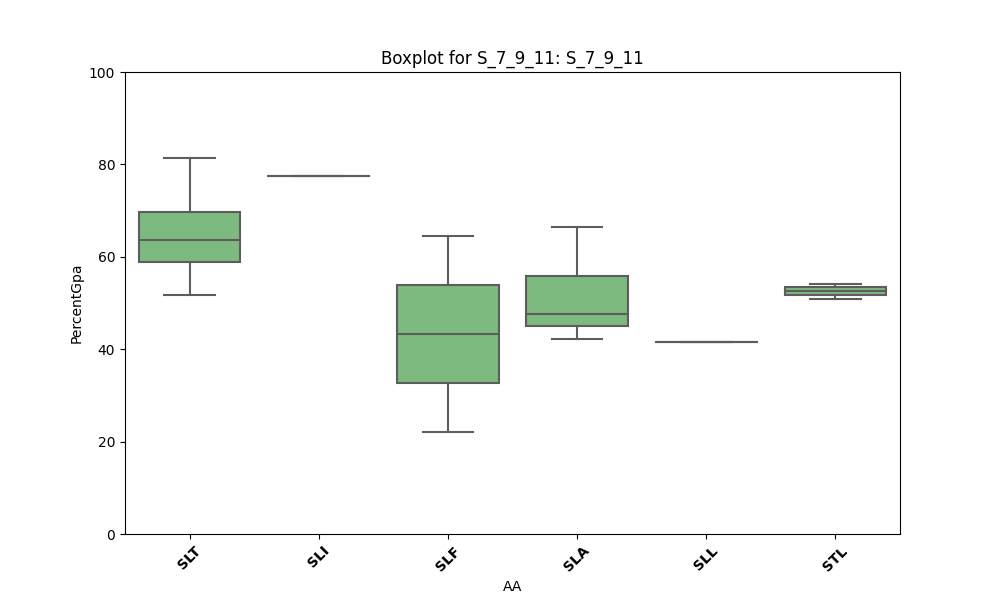 Boxplot for S_7_9_11: S_7_9_11
100
80
60
40
20
0
PercentGpa
SLT
SLI
SLF
SLA
SLL
STL
AA